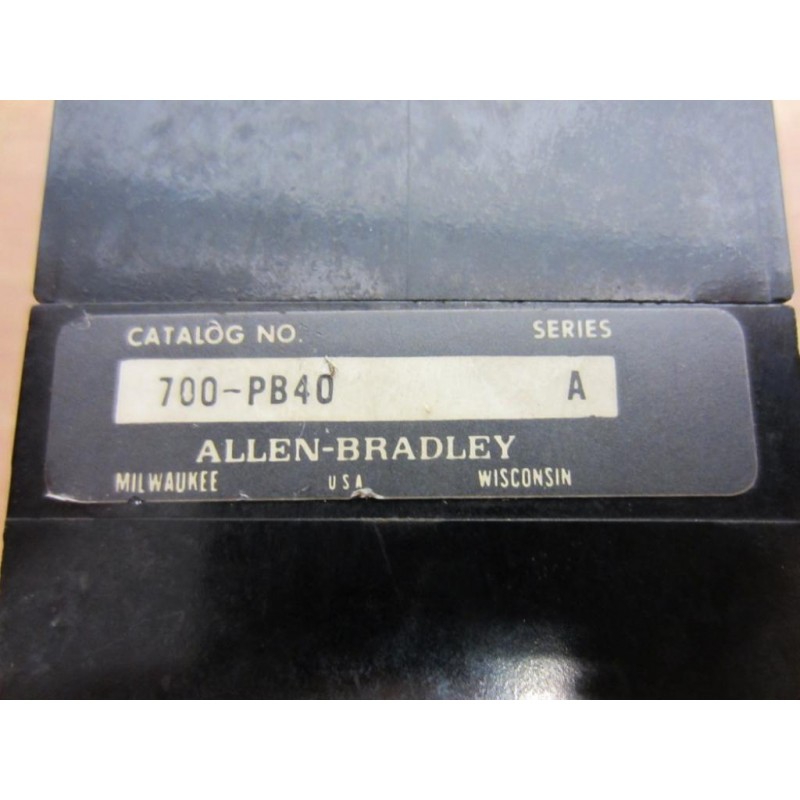 CATALOG NO. SERIES
700-PB40 A
ALLEN-BRADLEY
MILWAUKEE USA WISCONSIN